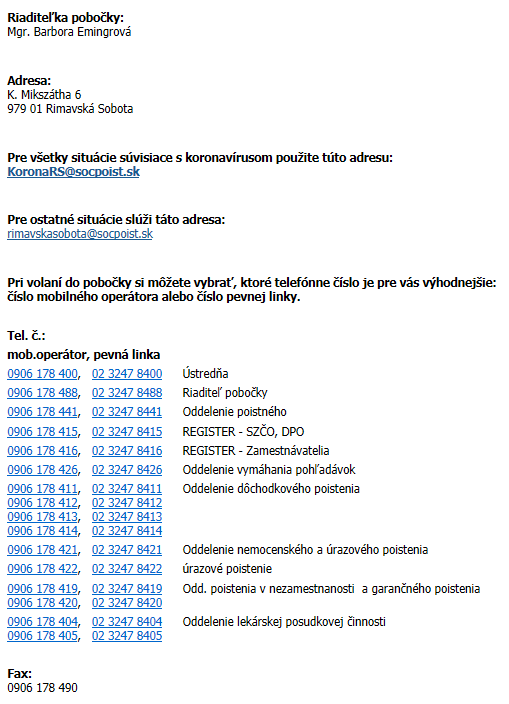 Riaditeľka pobočky:
Mgr. Barbora Emingrová
Adresa:
K. Mikszátha 6
979 01 Rimavská Sobota
Pre všetky situácie súvisiace s koronavírusom použite túto adresu:
KoronaRS@socpoist.sk
Pre ostatné situácie slúži táto adresa:
rimavskasobota@socpoist.sk
Pri volaní do pobočky si môžete vybrať, ktoré telefónne číslo je pre vás výhodnejšie:
číslo mobilného operátora alebo číslo pevnej linky.
Tel. č.:
mob.operátor, pevná linka
0906 178 400, 02 3247 8400 Ústredňa
0906 178 488, 02 3247 8488 Riaditeľ pobočky
0906 178 441, 02 3247 8441 Oddelenie poistného
0906 178 415, 02 3247 8415 REGISTER - SZČO, DPO
0906 178 416, 02 3247 8416 REGISTER - Zamestnávatelia
0906 178 426, 02 3247 8426 Oddelenie vymáhania pohľadávok
0906 178 411, 02 3247 8411 Oddelenie dôchodkového poistenia
0906 178 412, 02 3247 8412
0906 178 413, 02 3247 8413
0906 178 414, 02 3247 8414
0906 178 421, 02 3247 8421 Oddelenie nemocenského a úrazového poistenia
0906 178 422, 02 3247 8422 úrazové poistenie
0906 178 419, 02 3247 8419 Odd. poistenia v nezamestnanosti a garančného poistenia
0906 178 420, 02 3247 8420
0906 178 404, 02 3247 8404 Oddelenie lekárskej posudkovej činnosti
0906 178 405, 02 3247 8405
Fax:
0906 178 490